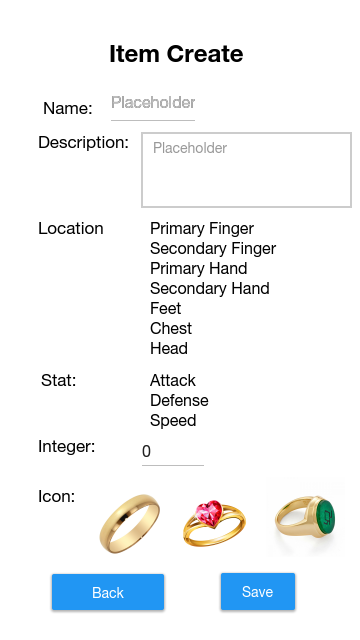 Item Create
Name: Placeholder
Description: Placeholder
Location Primary Finger
Secondary Finger
Primary Hand
Secondary Hand
Feet
Chest
Head
Stat: Attack
Defense
Speed
Integer: 0
Icon:
Back Save